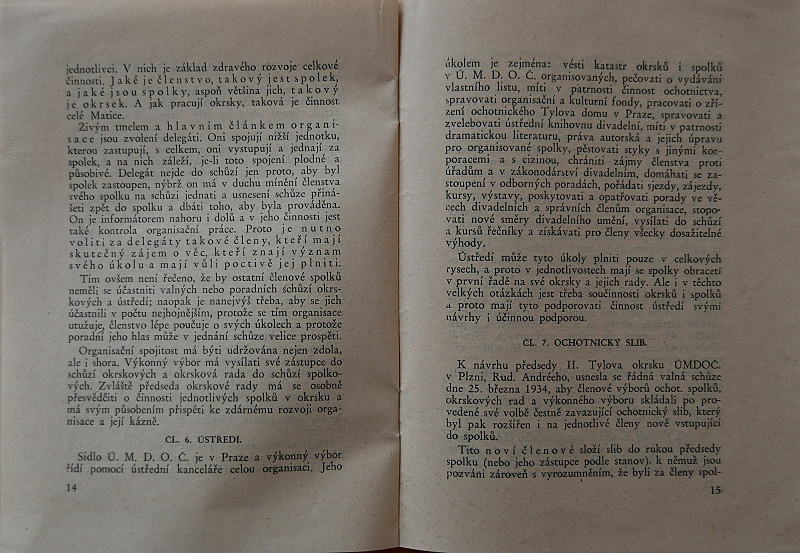 jednotlivci. V nich je základ zdravého rozvoje celkové
činnosti. Jaké je členstvo, takový jest spolek,
a jaké jsou spolky, aspoň většina jich, takový
je okrsek. A jak pracují okrsky, taková je činnost
celé Matice.
Živým tmelem a hlavním článkem organi-
sace jsou zvolení delegáti. Oni spojují nižší jednotku,
kterou zastupují, s celkem, oni vystupují a jednají za
spolek, a na nich záleží, je-li toto spojení plodné a
působivé. Delegát nejde do schůzí jen proto, aby byl
spolek zastoupen, nýbrž on má v duchu mínění členstva
svého spolku na schůzi jednati a usnesení schůze přiná-
šeti zpět do spolku a dbáti toho, aby byla prováděna.
On je informátorem nahoru i dolů a v jeho činnosti jest
také kontrola organisační práce. Proto je nutno
voliti za delegáty takové členy, kteří mají
skutečný zájem o věc, kteří znají význam
svého úkolu a mají vůli poctivě jej plniti.
Tím ovšem není řečeno, že by ostatní členové spolků
neměli se účastniti valných nebo poradních schůzí okrs-
kových a ústředí; naopak je nanejvýš třeba, aby se jich
účastnili v počtu nejhojnějším, protože se tím organisace
utužuje, členstvo lépe poučuje o svých úkolech a protože
poradní jeho hlas může v jednání schůze velice prospěti.
Organisační spojitost má býti udržována nejen zdola,
ale i shora. Výkonný výbor má vysílati své zástupce do
schůzí okrskových a okrsková rada do schůzí spolko-
vých. Zvláště předseda okrskové rady má se osobně
přesvědčiti o činnosti jednotlivých spolků v okrsku a
má svým působením přispěti ke zdárnému rozvoji orga-
nisace a její kázně.
ČL. 6. ÚSTŘEDÍ.
Sídlo Ú. M. D. O. Č. je v Praze a výkonný výbor
řídí pomocí ústřední kanceláře celou organisaci. Jeho
14
úkolem je zejména: vésti katastr okrsků i spolků
v Ú. M. D. O. Č. organisovaných, pečovati o vydávání
vlastního listu, míti v patrnosti činnost ochotnictva,
spravovati organisační a kulturní fondy, pracovati o zří-
zení ochotnického Tylova domu v Praze, spravovati a
zvelebovati ústřední knihovnu divadelní, míti v patrnosti
dramatickou literaturu, práva autorská a jejich úpravu
pro organisované spolky, pěstovati styky s jinými kor-
poracemi a s cizinou, chrániti zájmy členstva proti
úřadům a v zákonodárství divadelním, domáhati se za-
stoupení v odborných poradách, pořádati sjezdy, zájezdy,
kursy, výstavy, poskytovati a opatřovati porady ve vě-
cech divadelních a správních členům organisace, stopo-
vati nové směry divadelního umění, vysílati do schůzí
a kursů řečníky a získávati pro členy všecky dosažitelné
výhody.
Ústředí může tyto úkoly plniti pouze v celkových
rysech, a proto v jednotlivostech mají se spolky obraceti
v první řadě na své okrsky a jejich rady. Ale i v těchto
velkých otázkách jest třeba součinnosti okrsků i spolků
a proto mají tyto podporovati činnost ústředí svými
návrhy i účinnou podporou.
ČL. 7. OCHOTNICKÝ SLIB.
K návrhu předsedy II. Tylova okrsku ÚMDOČ.
v Plzni, Rud. Andréeho, usnesla se řádná valná schůze
dne 25. března 1934, aby členové výborů ochot. spolků,
okrskových rad a výkonného výboru skládali po pro-
vedené své volbě čestně zavazující ochotnický slib, který
byl pak rozšířen i na jednotlivé členy nově vstupující
do spolků.
Tito noví členové složí slib do rukou předsedy
spolku (nebo jeho zástupce podle stanov), k němuž jsou
pozváni zároveň s vyrozuměním, že byli za členy spol-
15